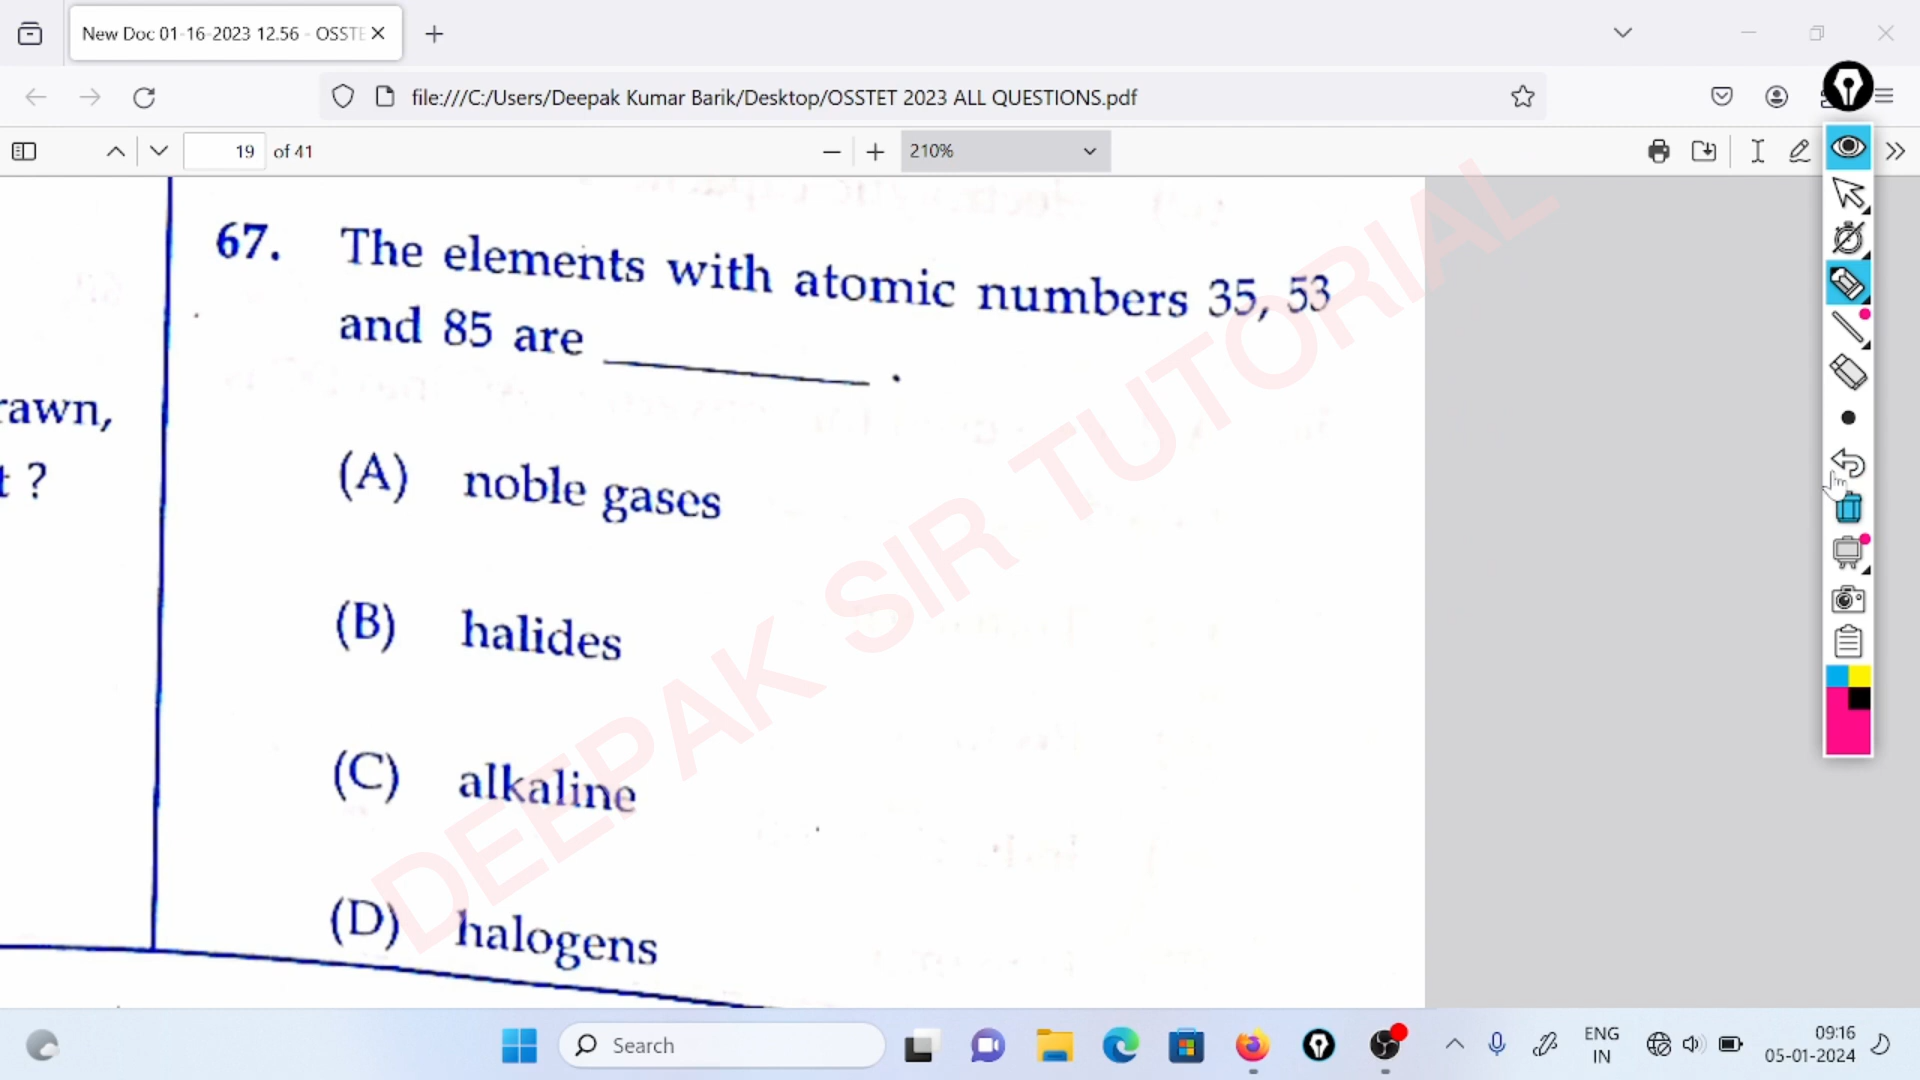 New Doc 01-16-2023 12.56 - OSSTE
file:///C:/Users/Deepak Kumar Barik/Desktop/OSSTET 2023 ALL QUESTIONS.pdf
19 of 41
210%
rawn,
t ?
67. The elements with atomic numbers 35, 53
and 85 are ________ .
(A) noble gases
(B) halides
(C) alkaline
(D) halogens
DEEPAK SIR TUTORIAL
Search
ENG
IN
09:16
05-01-2024